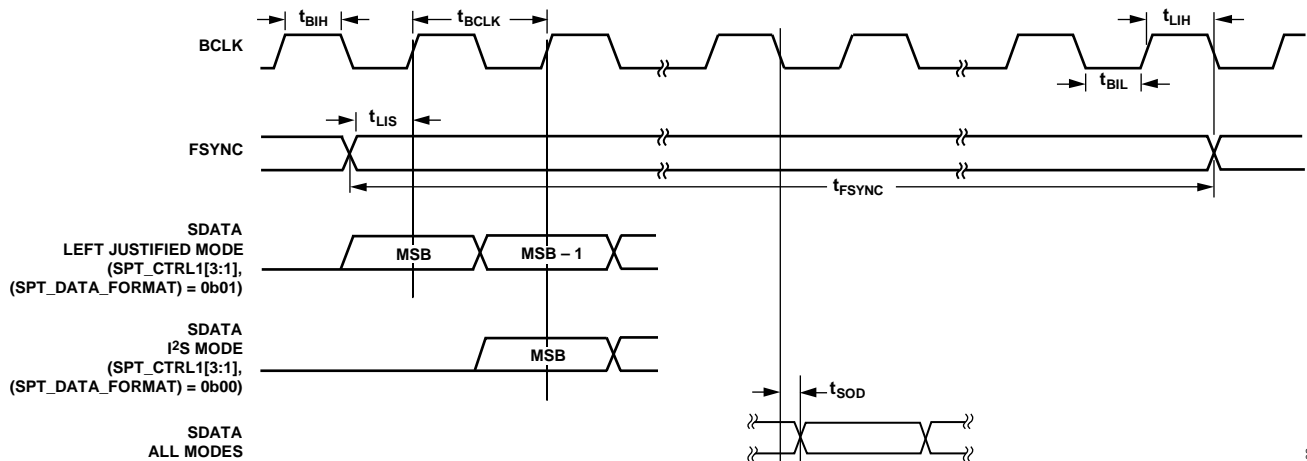 tBIH
tBCLK
tLIH
BCLK
tBIL
tLIS
FSYNC
tFSYNC
SDATA
LEFT JUSTIFIED MODE
(SPT_CTRL1[3:1],
(SPT_DATA_FORMAT) = 0b01)
MSB
MSB – 1
SDATA
I2S MODE
(SPT_CTRL1[3:1],
(SPT_DATA_FORMAT) = 0b00)
MSB
tSOD
SDATA
ALL MODES